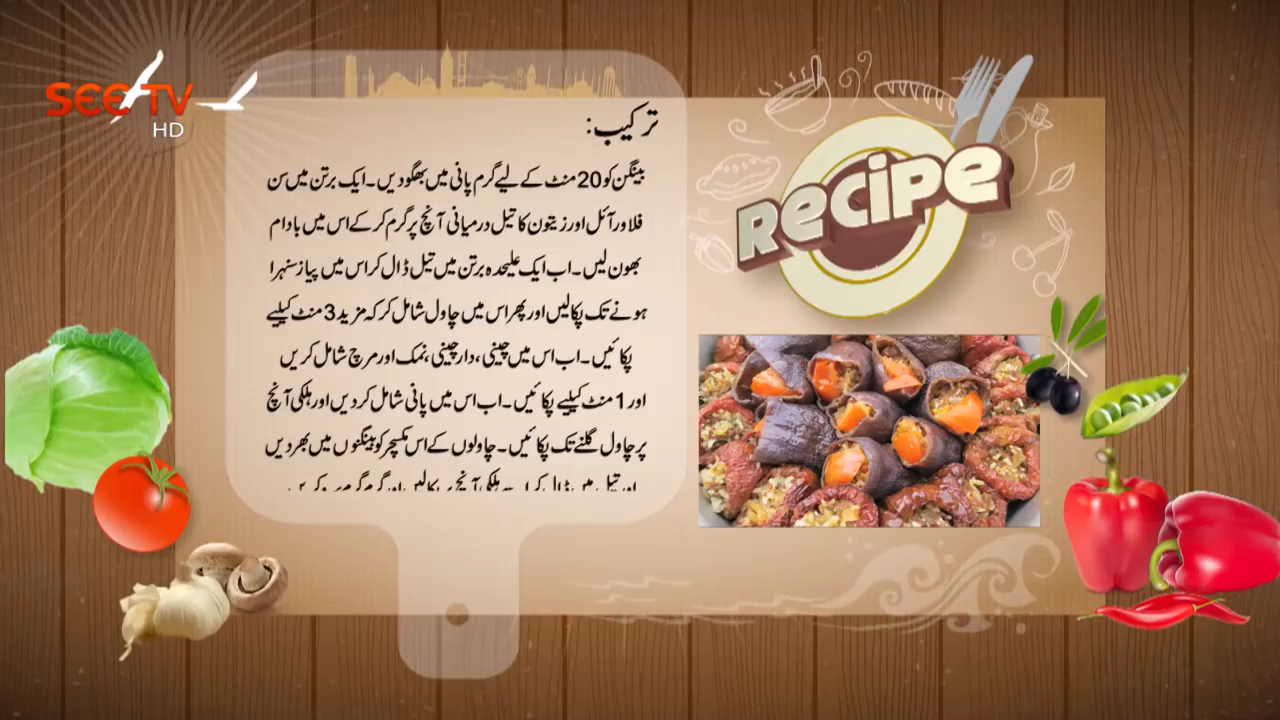 SEE TV
HD
ترکیب:
بینگن کو 20 منٹ کے لیے گرم پانی میں بھگو دیں۔ ایک برتن میں سن
فلاور آئل اور زیتون کا تیل درمیانی آنچ پر گرم کر کے اس میں بادام
بھون لیں۔ اب ایک علیحدہ برتن میں تیل ڈال کر اس میں پیاز سنہرا
ہونے تک پکا لیں اور پھر اس میں چاول شامل کر کہ مزید 3 منٹ کیلیے
پکائیں۔ اب اس میں چینی، دار چینی، نمک اور مرچ شامل کریں
اور 1 منٹ کیلیے پکائیں۔ اب اس میں پانی شامل کر دیں اور ہلکی آنچ
پر چاول گلنے تک پکائیں۔ چاولوں کے اس مکسچر کو بینگنوں میں بھر دیں
Recipe